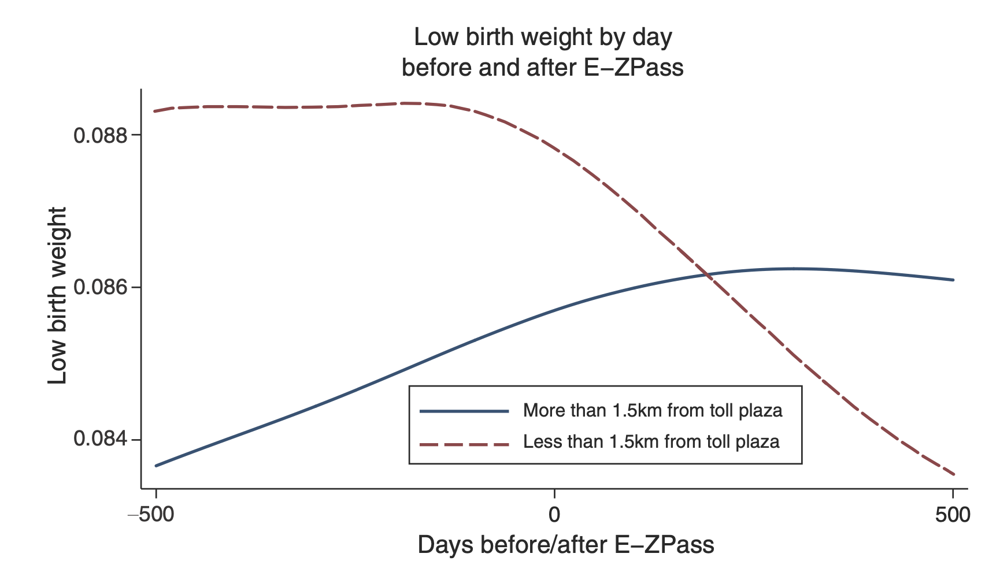 Low birth weight by day
before and after E−ZPass
0.088
0.086
0.084
Low birth weight
More than 1.5km from toll plaza
Less than 1.5km from toll plaza
−500
0
500
Days before/after E−ZPass